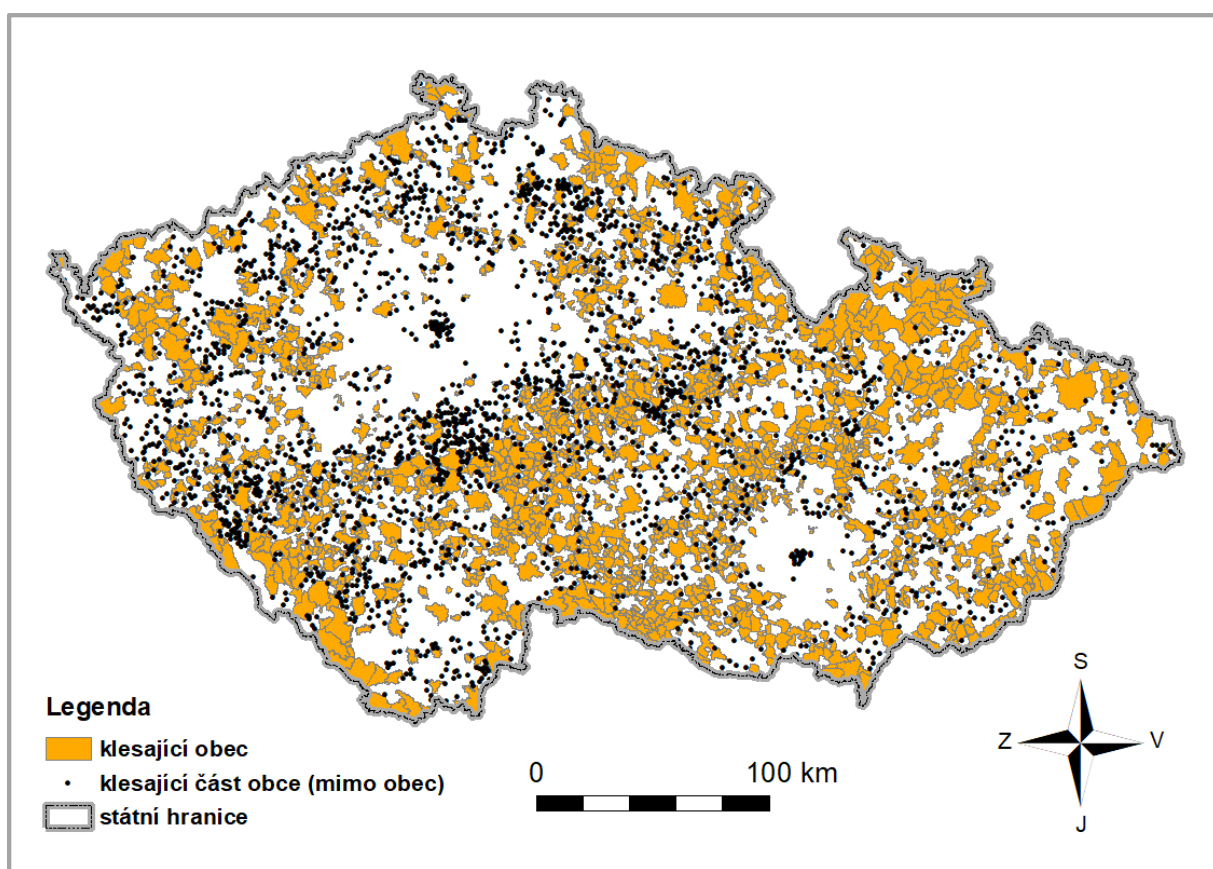 S
Z
V
J
Legenda
klesající obec
klesající část obce (mimo obec)
státní hranice
0
100 km